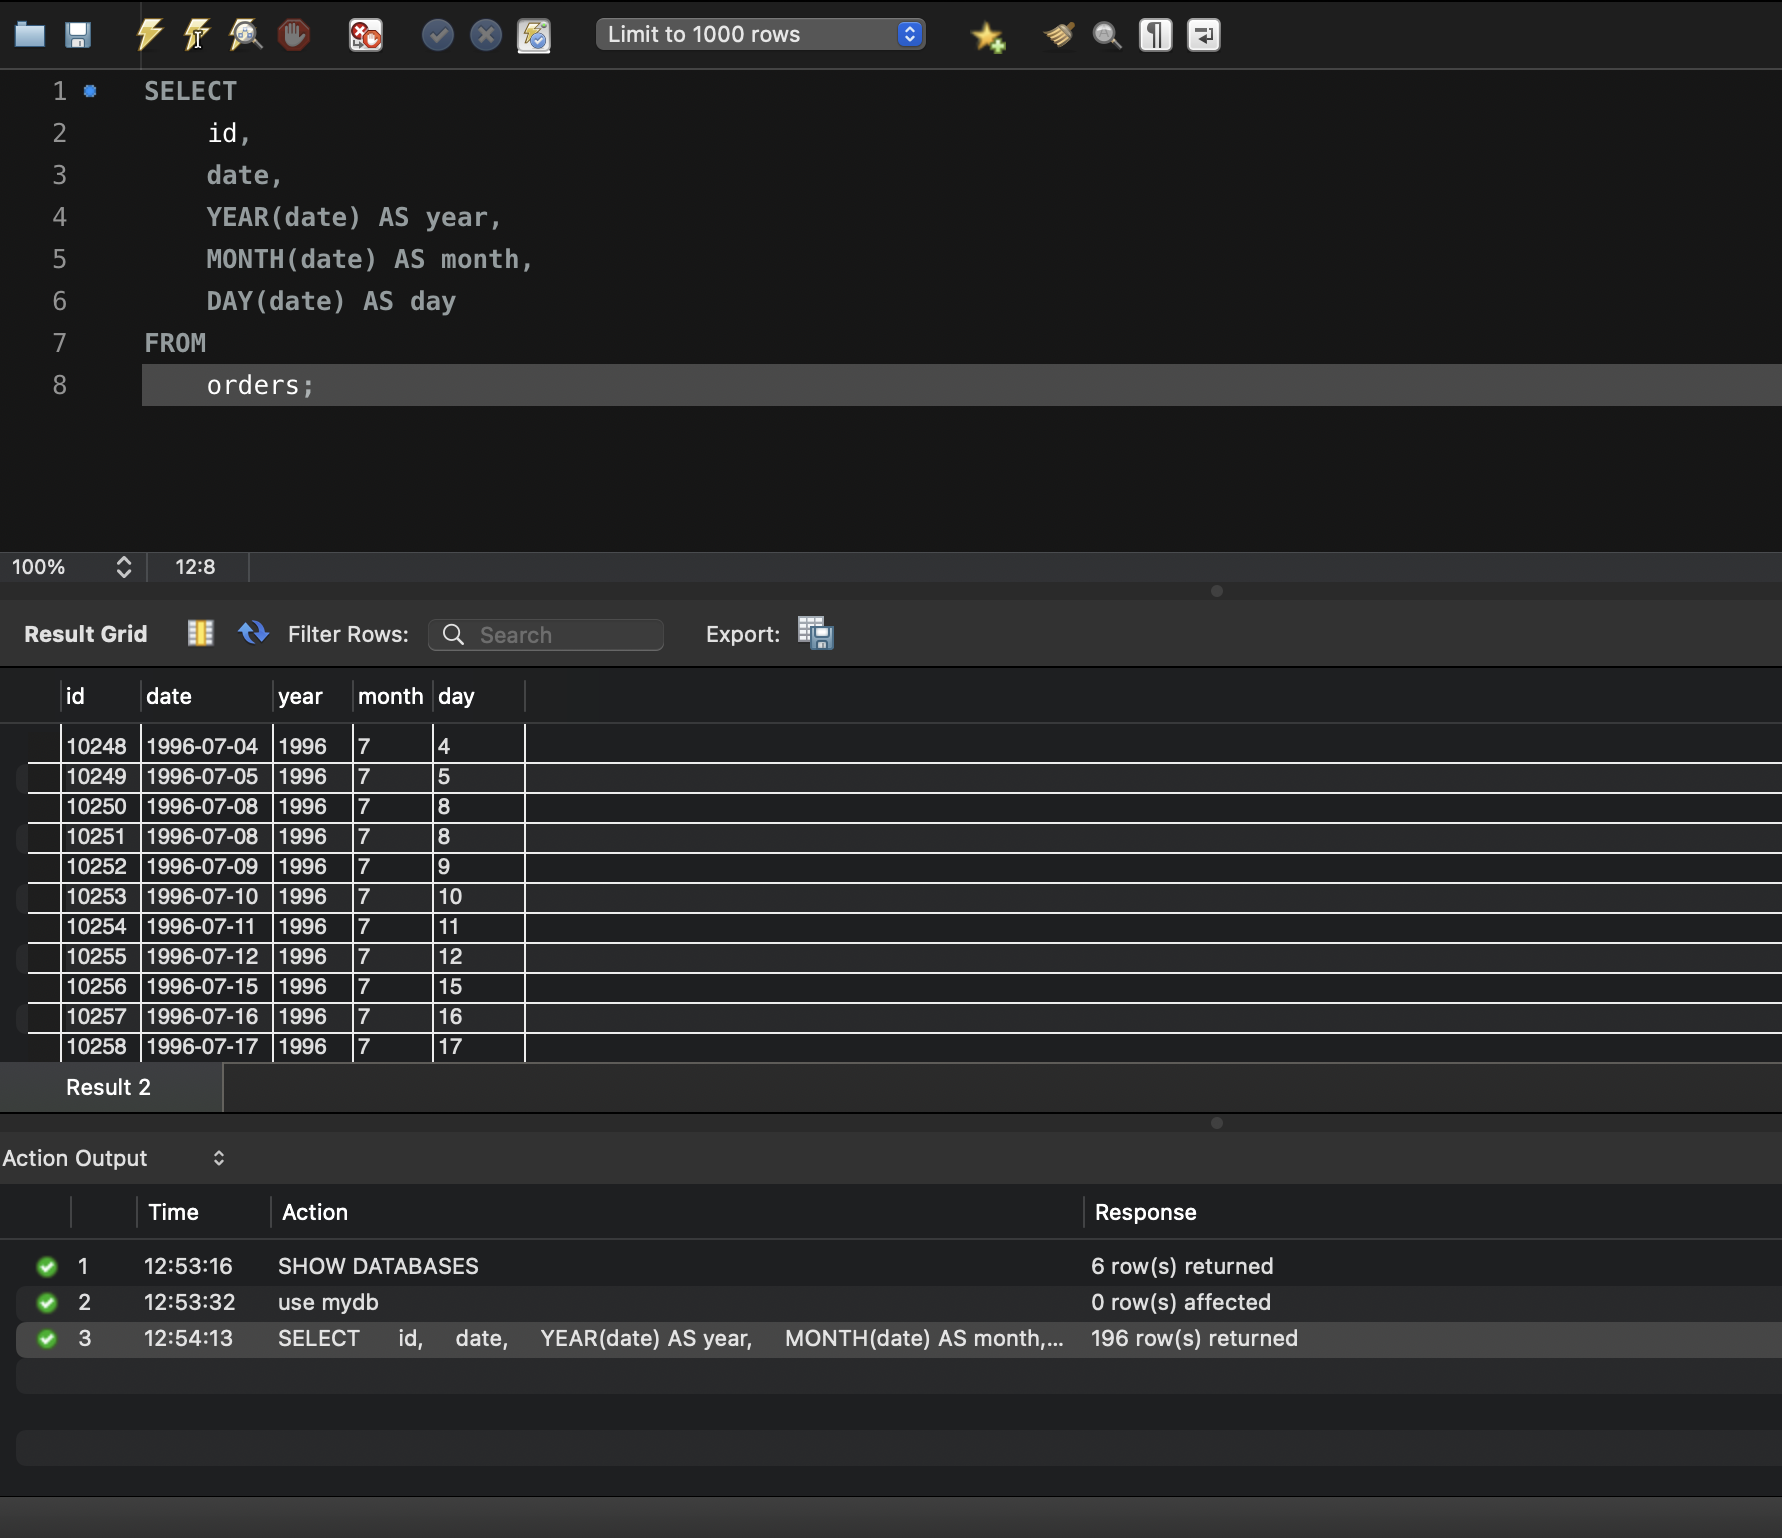 Limit to 1000 rows
1 SELECT
2 id,
3 date,
4 YEAR(date) AS year,
5 MONTH(date) AS month,
6 DAY(date) AS day
7 FROM
8 orders;
100% 12:8
Result Grid Filter Rows: Search Export:
id date year month day
10248 1996-07-04 1996 7 4
10249 1996-07-05 1996 7 5
10250 1996-07-08 1996 7 8
10251 1996-07-08 1996 7 8
10252 1996-07-09 1996 7 9
10253 1996-07-10 1996 7 10
10254 1996-07-11 1996 7 11
10255 1996-07-12 1996 7 12
10256 1996-07-15 1996 7 15
10257 1996-07-16 1996 7 16
10258 1996-07-17 1996 7 17
Result 2
Action Output
Time Action Response
1 12:53:16 SHOW DATABASES 6 row(s) returned
2 12:53:32 use mydb 0 row(s) affected
3 12:54:13 SELECT id, date, YEAR(date) AS year, MONTH(date) AS month,... 196 row(s) returned